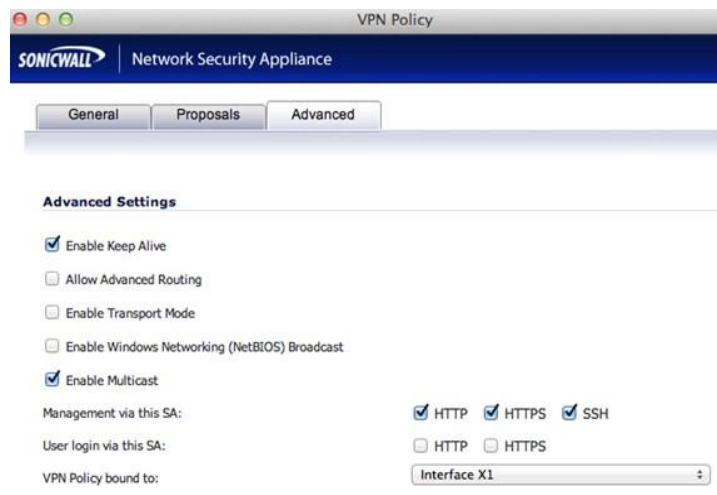 VPN Policy
SONICWALL Network Security Appliance
General Proposals Advanced
Advanced Settings
Enable Keep Alive
Allow Advanced Routing
Enable Transport Mode
Enable Windows Networking (NetBIOS) Broadcast
Enable Multicast
Management via this SA: HTTP HTTPS SSH
User login via this SA: HTTP HTTPS
VPN Policy bound to: Interface X1